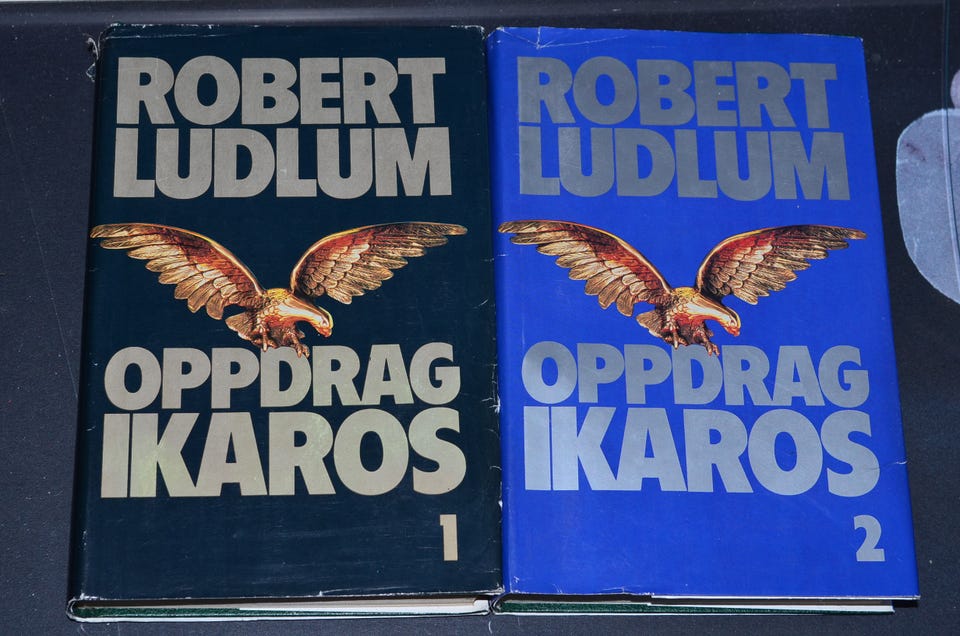 ROBERT
LUDLUM
OPPDRAG
IKAROS
1
ROBERT
LUDLUM
OPPDRAG
IKAROS
2